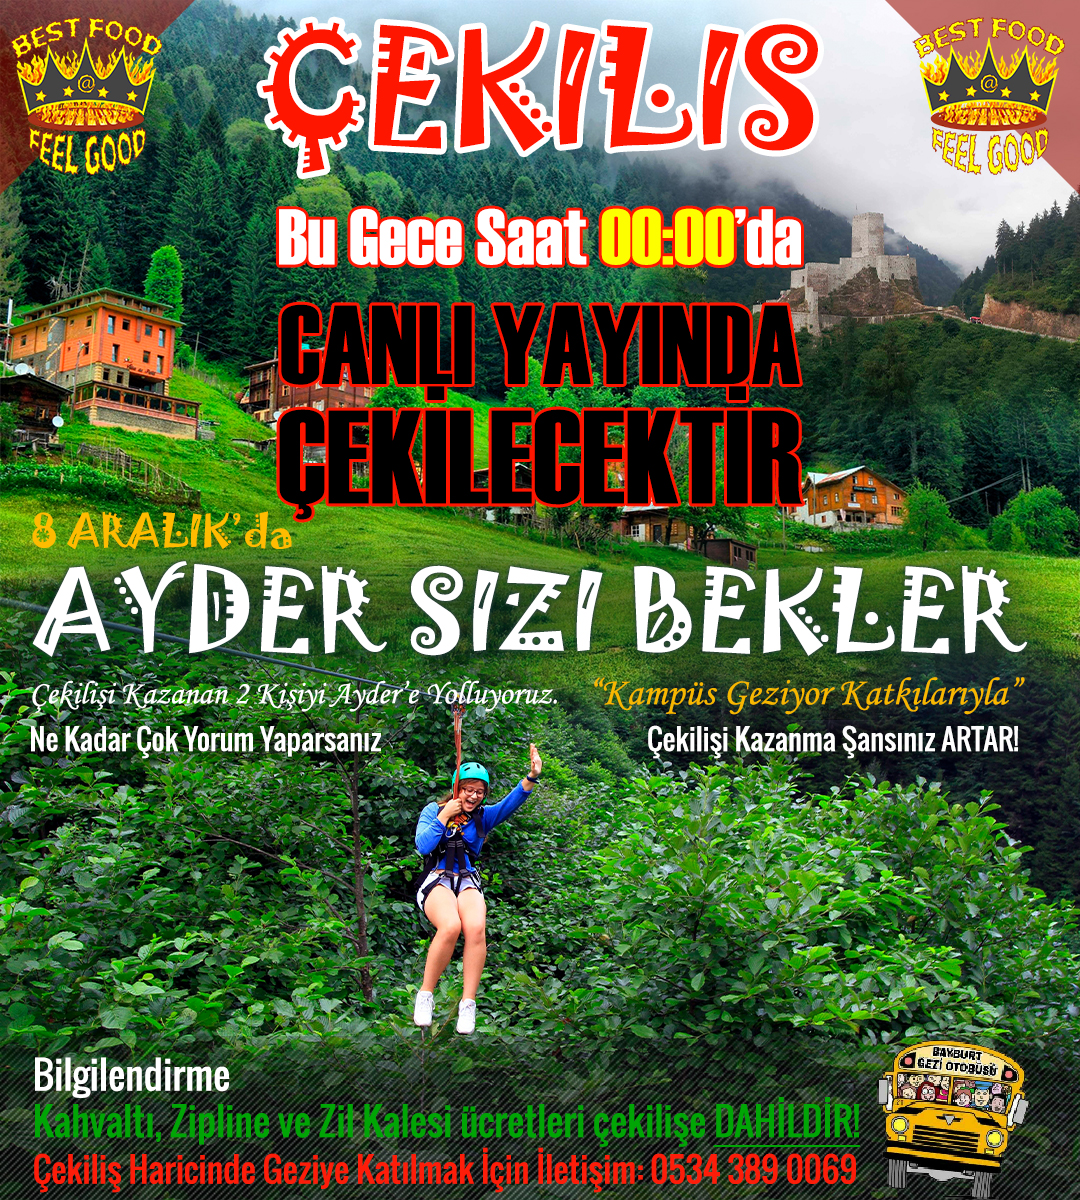 BEST FOOD
@
FEEL GOOD
ÇEKILIS
BEST FOOD
@
FEEL GOOD
Bu Gece Saat 00:00'da
CANLI YAYINDA
ÇEKİLECEKTİR
8 ARALIK'da
AYDER SIZI BEKLER
Çekilişi Kazanan 2 Kişiyi Ayder'e Yolluyoruz.
“Kampüs Geziyor Katkılarıyla”
Ne Kadar Çok Yorum Yaparsanız
Çekilişi Kazanma Şansınız ARTAR!
BAYBURT
GEZİ OTOBÜSÜ
Bilgilendirme
Kahvaltı, Zipline ve Zil Kalesi ücretleri çekilişe DAHİLDİR!
Çekiliş Haricinde Geziye Katılmak İçin İletişim: 0534 389 0069